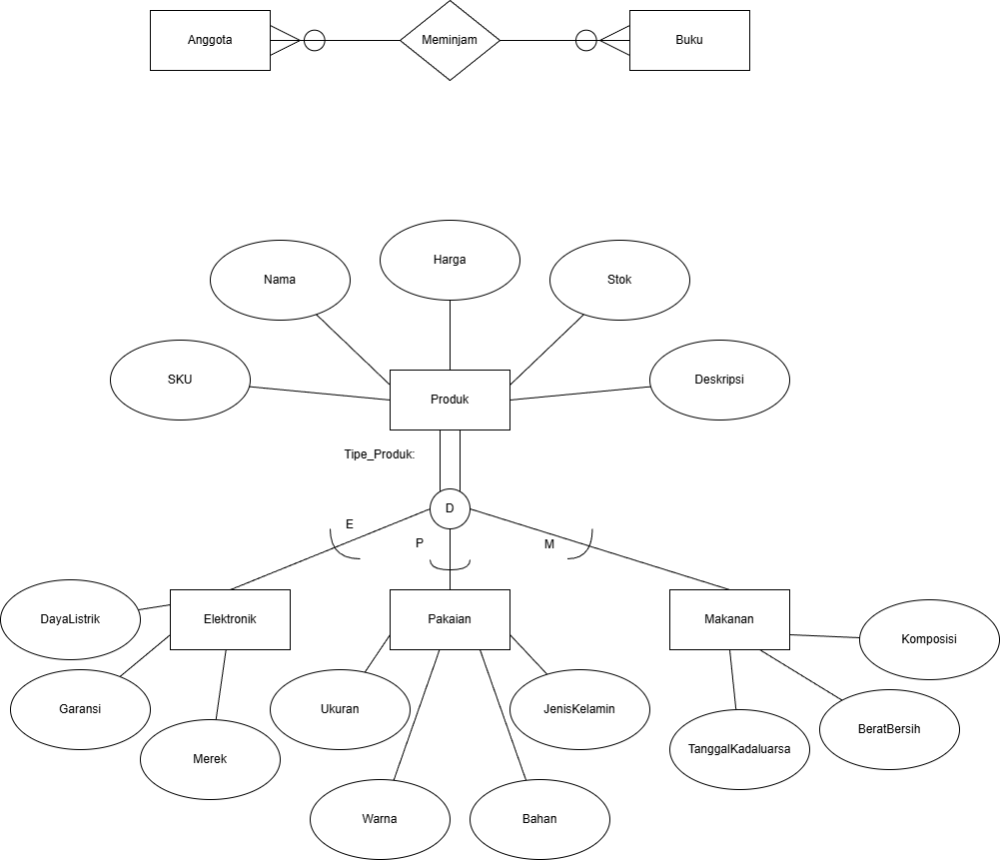 Anggota
Meminjam
Buku
Harga
Nama
Stok
SKU
Deskripsi
Produk
Tipe_Produk:
D
E
P
M
DayaListrik
Elektronik
Pakaian
Makanan
Komposisi
Garansi
Ukuran
JenisKelamin
BeratBersih
Merek
TanggalKadaluarsa
Warna
Bahan